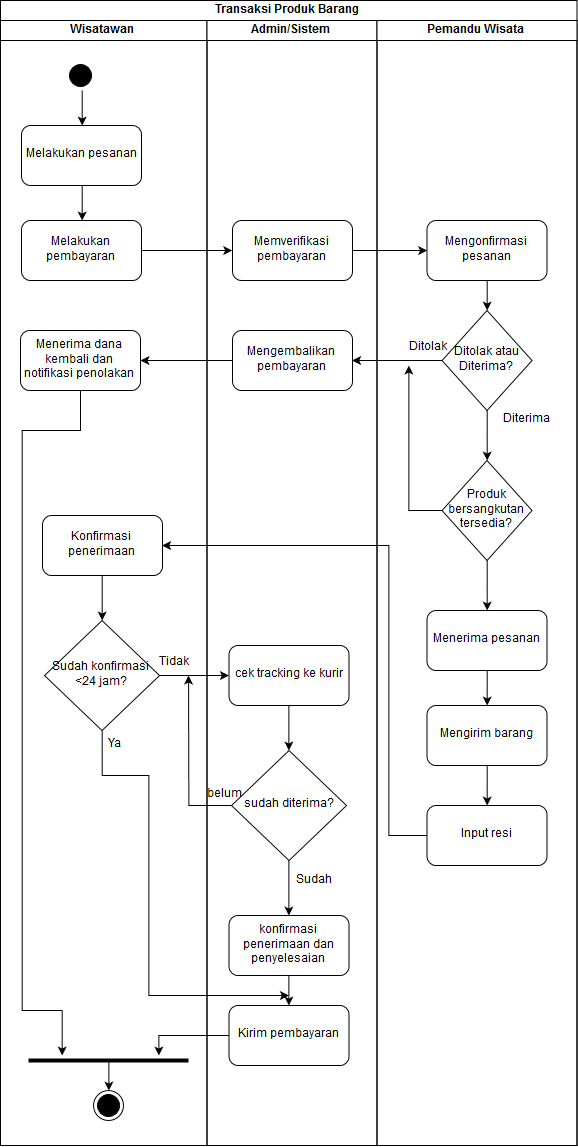 Transaksi Produk Barang
Wisatawan
Admin/Sistem
Pemandu Wisata
Melakukan pesanan
Melakukan
pembayaran
Memverifikasi
pembayaran
Mengonfirmasi
pesanan
Menerima dana
kembali dan
notifikasi penolakan
Mengembalikan
pembayaran
Ditolak
Ditolak atau
Diterima?
Diterima
Produk
bersangkutan
tersedia?
Konfirmasi
penerimaan
Menerima pesanan
Sudah konfirmasi
<24 jam?
Tidak
cek tracking ke kurir
Mengirim barang
Ya
belum
sudah diterima?
Input resi
Sudah
konfirmasi
penerimaan dan
penyelesaian
Kirim pembayaran